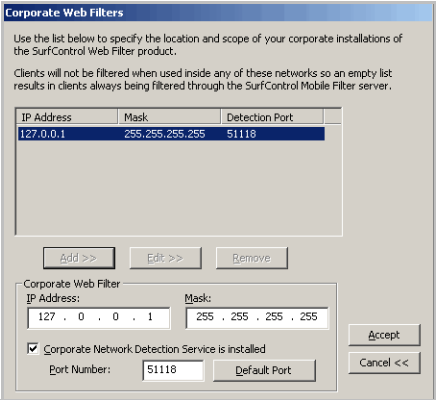 Corporate Web Filters
Use the list below to specify the location and scope of your corporate installations of
the SurfControl Web Filter product.
Clients will not be filtered when used inside any of these networks so an empty list
results in clients always being filtered through the SurfControl Mobile Filter server.
IP Address Mask Detection Port
127.0.0.1 255.255.255.255 51118
Add >> Edit >> Remove
Corporate Web Filter
IP Address: Mask:
127 . 0 . 0 . 1 255 . 255 . 255 . 255
Corporate Network Detection Service is installed
Port Number: 51118 Default Port
Accept
Cancel <<